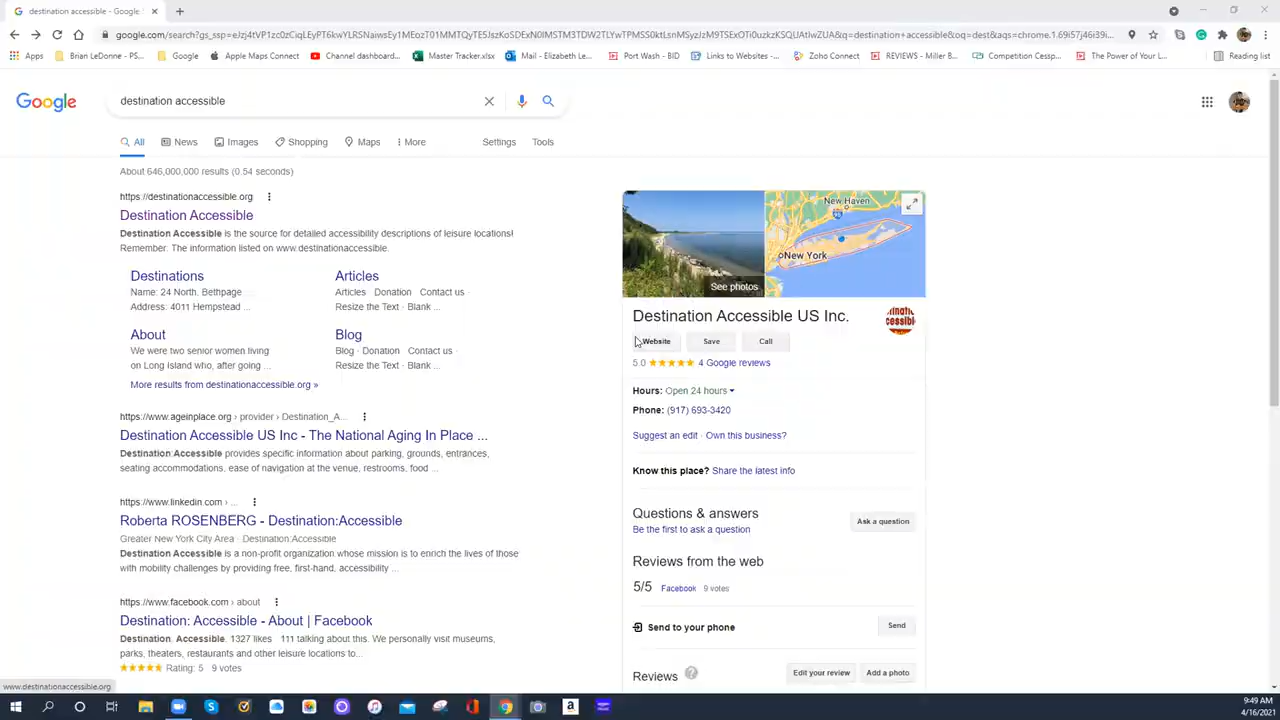 destination accessible - Google
google.com/search?gs_ssp=eJzj4tVP1zc0zCiqLEyPT6kwYLRSNaiwsEy1MEozT01MMTQyTE5JszKoSDExN0IMSTM3TDW2TLYwTPMSS0ktLsnMSyzJzM9TSExOTi0uzkzKSQUAtIwZUA&q=destination+accessible&oq=dest&aqs=chrome.1.69i57j46i39i...
Apps
Brian LeDonne - PS...
Google
Apple Maps Connect
Channel dashboard...
Master Tracker.xlsx
Mail - Elizabeth Le...
Port Wash - BID
Links to Websites -...
Zoho Connect
REVIEWS - Miller B...
Competition Cessp...
The Power of Your L...
Reading list
Google
destination accessible
All
News
Images
Shopping
Maps
More
Settings
Tools
About 646,000,000 results (0.54 seconds)
https://destinationaccessible.org
Destination Accessible
Destination Accessible is the source for detailed accessibility descriptions of leisure locations!
Remember: The information listed on www.destinationaccessible.
Destinations
Name: 24 North, Bethpage ...
Address: 4011 Hempstead ...
Articles
Articles · Donation · Contact us ·
Resize the Text · Blank ...
About
We were two senior women living
on Long island who, after going ...
Blog
Blog · Donation · Contact us ·
Resize the Text · Blank ...
More results from destinationaccessible.org »
https://www.ageinplace.org › provider › Destination_A...
Destination Accessible US Inc - The National Aging In Place ...
Destination:Accessible provides specific information about parking, grounds, entrances,
seating accommodations, ease of navigation at the venue, restrooms, food ...
https://www.linkedin.com › ...
Roberta ROSENBERG - Destination:Accessible
Greater New York City Area · Destination:Accessible
Destination Accessible is a non-profit organization whose mission is to enrich the lives of those
with mobility challenges by providing free, first-hand, accessibility ...
https://www.facebook.com › about
Destination: Accessible - About | Facebook
Destination. Accessible. 1327 likes · 111 talking about this. We personally visit museums,
parks, theaters, restaurants and other leisure locations to...
Rating: 5 · 9 votes
www.destinationaccessible.org
See photos
New Haven
New York
Destination Accessible US Inc.
Website
Save
Call
5.0
4 Google reviews
Hours: Open 24 hours
Phone: (917) 693-3420
Suggest an edit · Own this business?
Know this place? Share the latest info
Questions & answers
Be the first to ask a question
Ask a question
Reviews from the web
5/5 Facebook · 9 votes
Send to your phone
Send
Reviews
Edit your review
Add a photo
9:49 AM
4/16/2021